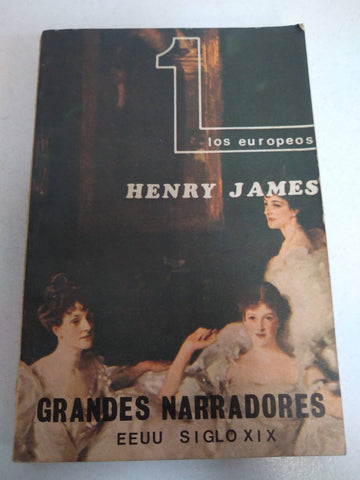 1
los europeos
HENRY JAMES
GRANDES NARRADORES
EEUU SIGLO XIX